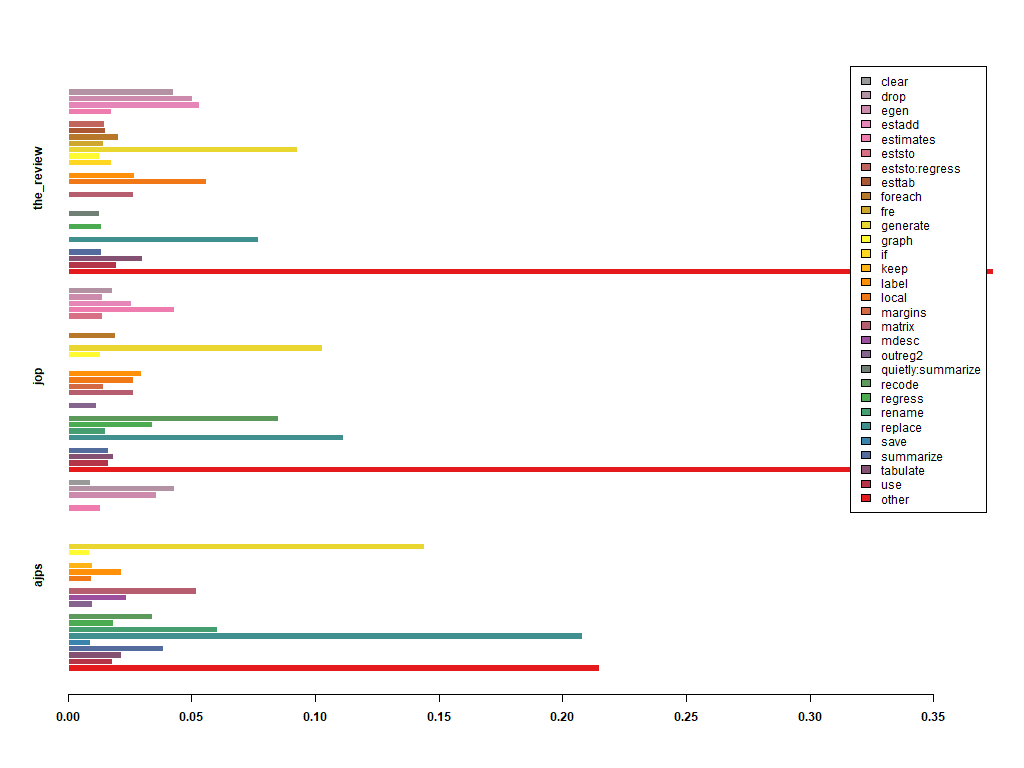 the_review
jop
ajps
clear
drop
egen
estadd
estimates
eststo
eststo:regress
esttab
foreach
fre
generate
graph
if
keep
label
local
margins
matrix
mdesc
outreg2
quietly:summarize
recode
regress
rename
replace
save
summarize
tabulate
use
other
0.00 0.05 0.10 0.15 0.20 0.25 0.30 0.35